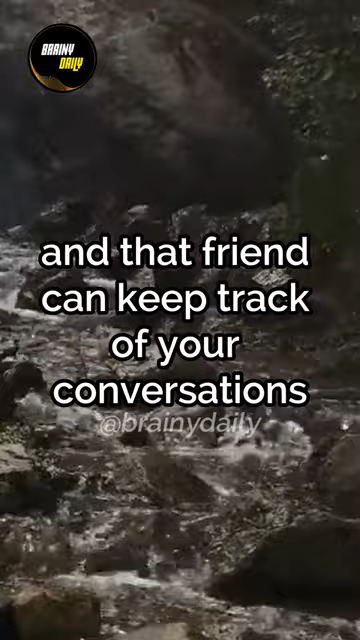 BRAINY
DAILY
and that friend
can keep track
of your
conversations
@brainydaily